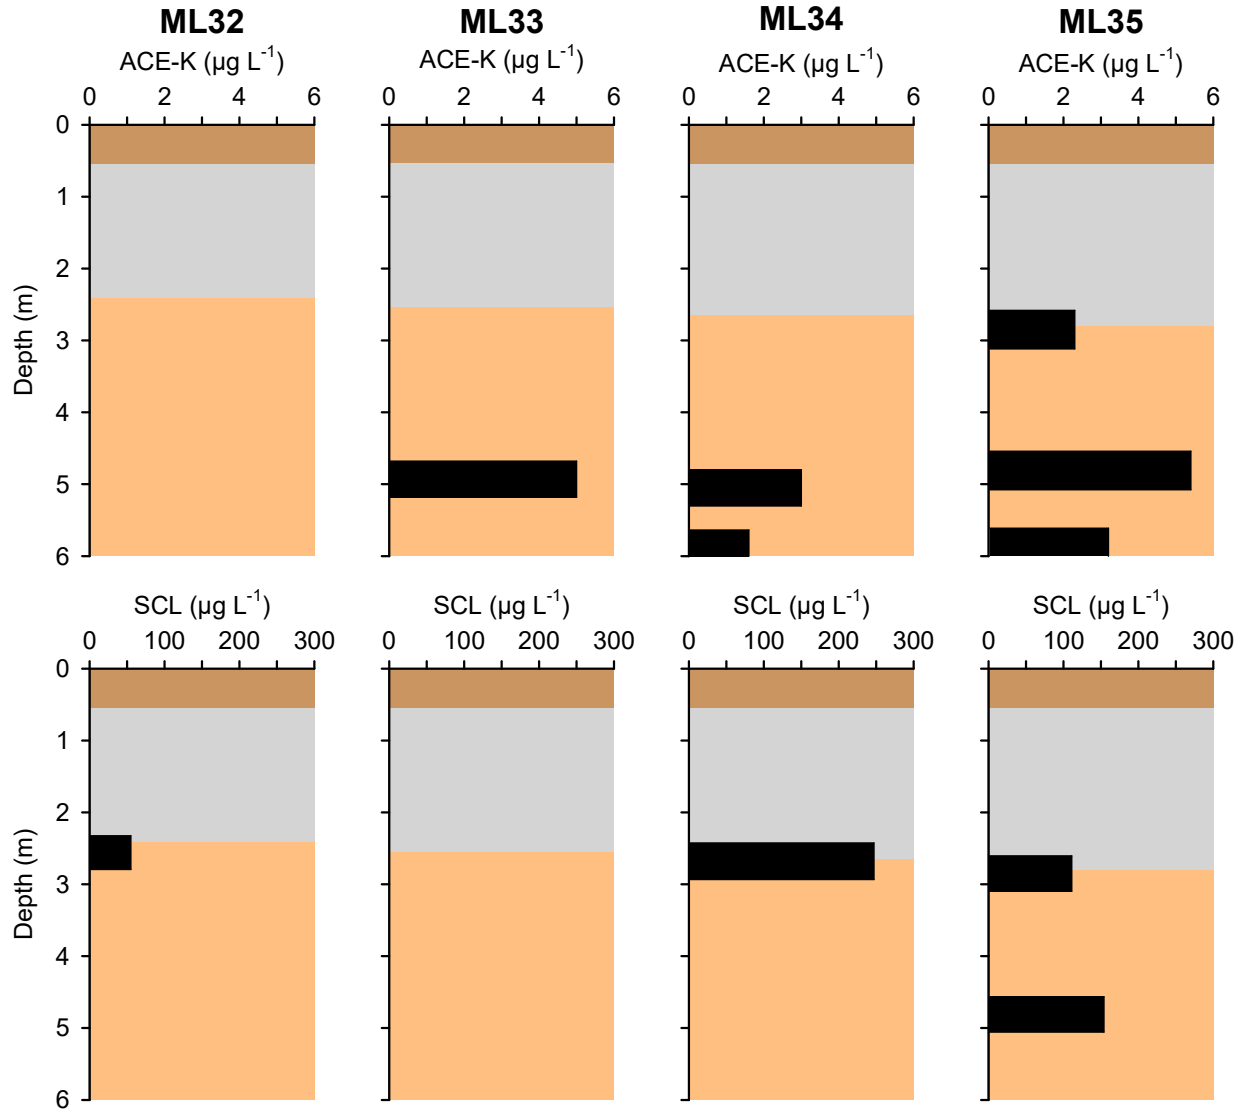 ML32 ML33 ML34 ML35
ACE-K (µg L⁻¹) ACE-K (µg L⁻¹) ACE-K (µg L⁻¹) ACE-K (µg L⁻¹)
0 2 4 6 0 2 4 6 0 2 4 6 0 2 4 6
0
1
2
3
4
5
6
Depth (m)
SCL (µg L⁻¹) SCL (µg L⁻¹) SCL (µg L⁻¹) SCL (µg L⁻¹)
0 100 200 300 0 100 200 300 0 100 200 300 0 100 200 300
0
1
2
3
4
5
6
Depth (m)